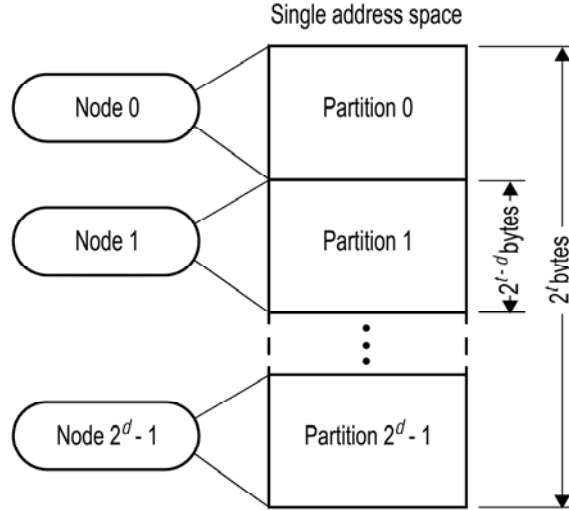 Single address space
Node 0
Partition 0
Node 1
Partition 1
2^{t - d} bytes
2^t bytes
Node 2^d - 1
Partition 2^d - 1